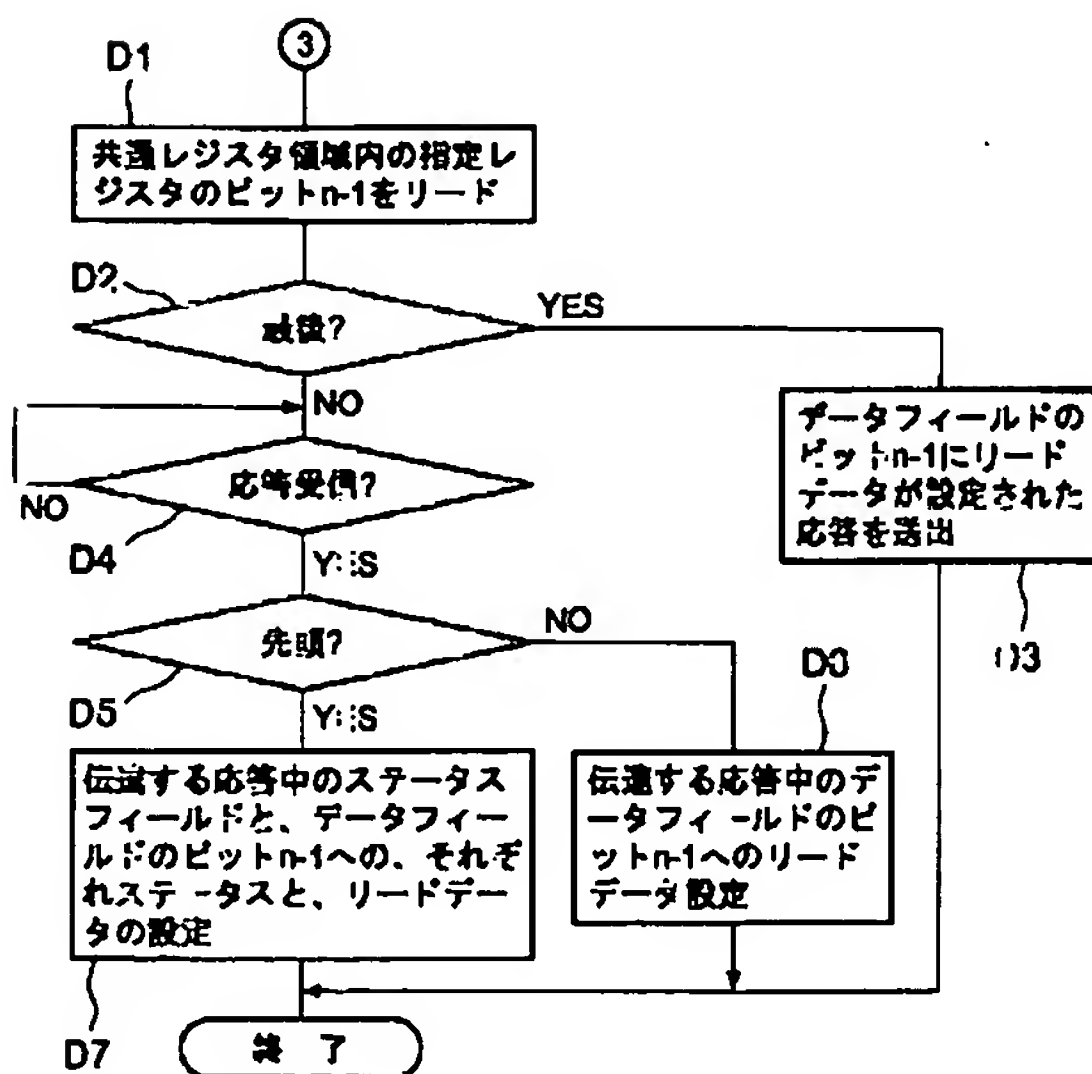 ③
D1
共通レジスタ領域内の指定レ
ジスタのビットn-1をリード
D2
最後?
YES
NO
データフィールドの
ビットn-1にリード
データが設定された
応答を送出
D3
応答受信?
NO
D4
YES
先頭?
NO
D5
YES
伝達する応答中のステータス
フィールドと、データフィー
ルドのビットn-1への、それぞ
れステータスと、リードデー
タの設定
D7
伝達する応答中のデ
ータフィールドのビ
ットn-1へのリード
データ設定
終 了